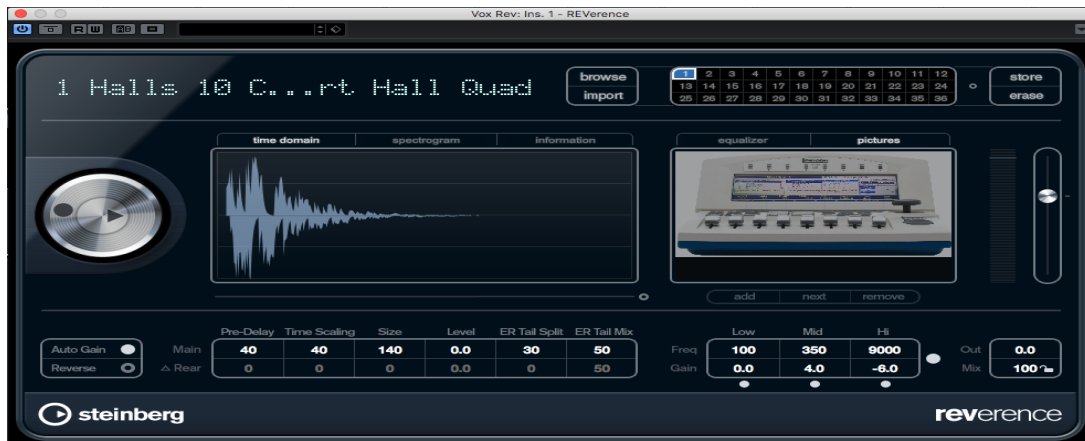 Vox Rev: Ins. 1 - REVerence
R W A B
1 Halls 10 C...rt Hall Quad
browse
import
1 2 3 4 5 6 7 8 9 10 11 12
13 14 15 16 17 18 19 20 21 22 23 24
25 26 27 28 29 30 31 32 33 34 35 36
store
erase
time domain spectrogram information
equalizer pictures
add next remove
Pre-Delay Time Scaling Size Level ER Tail Split ER Tail Mix
Low Mid Hi
Auto Gain
Main 40 40 140 0.0 30 50
Freq 100 350 9000
Out 0.0
Reverse
△ Rear 0 0 0 0.0 0 50
Gain 0.0 4.0 -6.0
Mix 100
steinberg
reverence